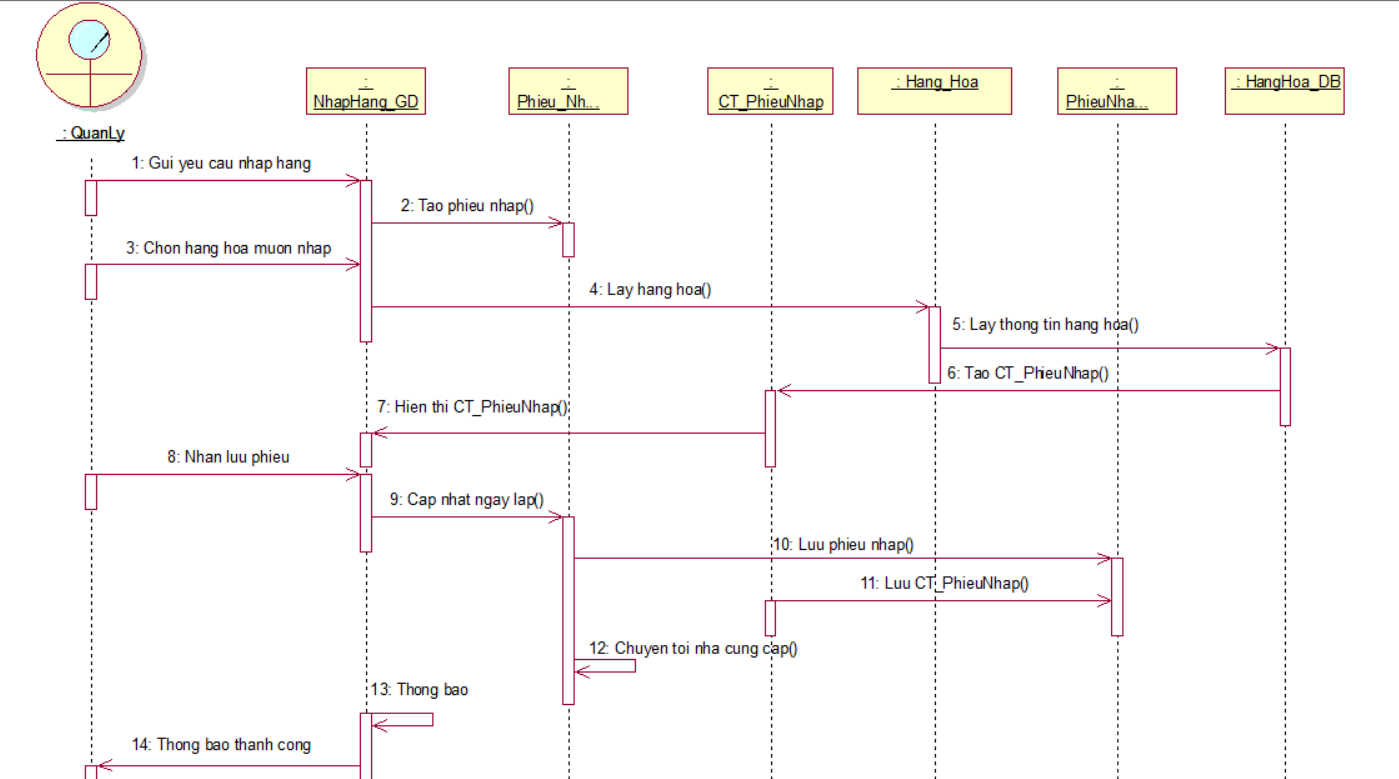 : QuanLy
:
NhapHang_GD
:
Phieu_Nh...
:
CT_PhieuNhap
: Hang_Hoa
:
PhieuNha...
: HangHoa_DB
1: Gui yeu cau nhap hang
2: Tao phieu nhap()
3: Chon hang hoa muon nhap
4: Lay hang hoa()
5: Lay thong tin hang hoa()
6: Tao CT_PhieuNhap()
7: Hien thi CT_PhieuNhap()
8: Nhan luu phieu
9: Cap nhat ngay lap()
10: Luu phieu nhap()
11: Luu CT_PhieuNhap()
12: Chuyen toi nha cung cap()
13: Thong bao
14: Thong bao thanh cong